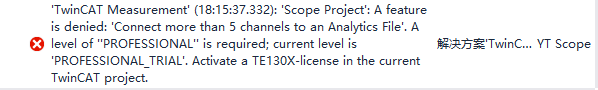 'TwinCAT Measurement' (18:15:37.332): 'Scope Project': A feature
is denied: 'Connect more than 5 channels to an Analytics File'. A
level of "PROFESSIONAL" is required; current level is
'PROFESSIONAL_TRIAL'. Activate a TE130X-license in the current
TwinCAT project.
解决方案'TwinC... YT Scope